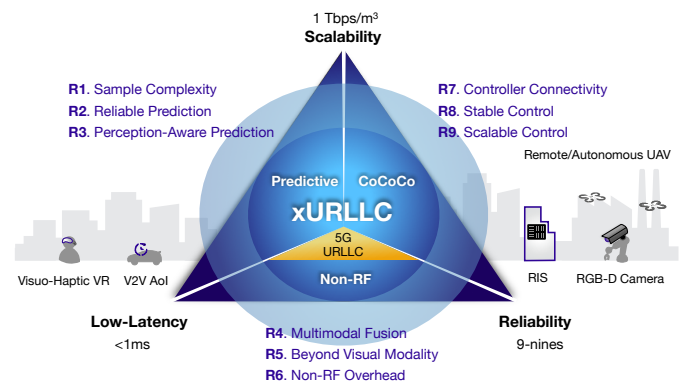 1 Tbps/m³
Scalability
R1. Sample Complexity
R2. Reliable Prediction
R3. Perception-Aware Prediction
R7. Controller Connectivity
R8. Stable Control
R9. Scalable Control
Remote/Autonomous UAV
Predictive CoCoCo
xURLLC
5G
URLLC
Non-RF
Visuo-Haptic VR
V2V AoI
RIS
RGB-D Camera
Low-Latency
<1ms
Reliability
9-nines
R4. Multimodal Fusion
R5. Beyond Visual Modality
R6. Non-RF Overhead